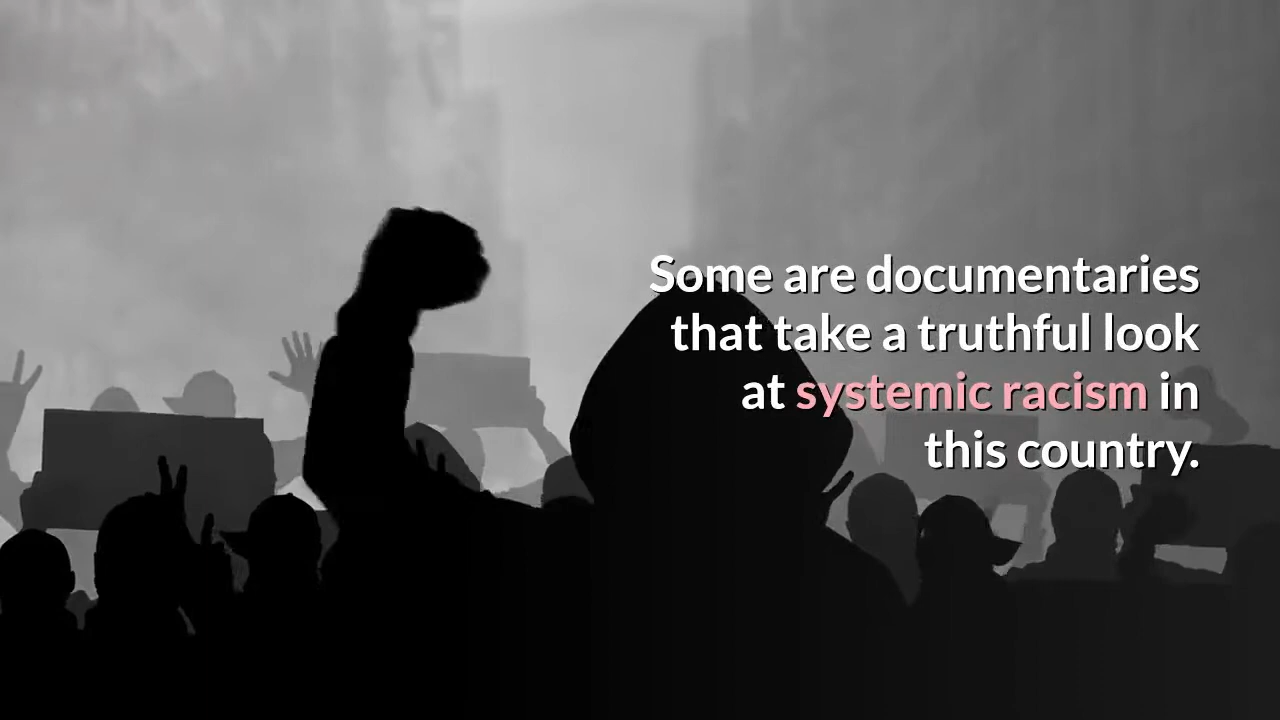 Some are documentaries
that take a truthful look
at systemic racism in
this country.